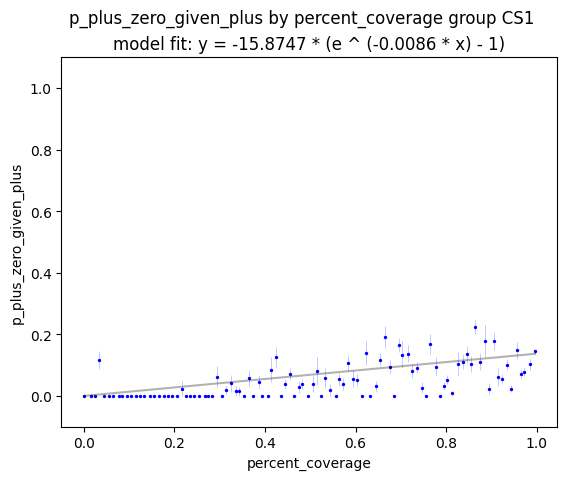 p_plus_zero_given_plus by percent_coverage group CS1
model fit: y = -15.8747 * (e ^ (-0.0086 * x) - 1)
1.0
0.8
0.6
0.4
0.2
0.0
p_plus_zero_given_plus
0.0 0.2 0.4 0.6 0.8 1.0
percent_coverage